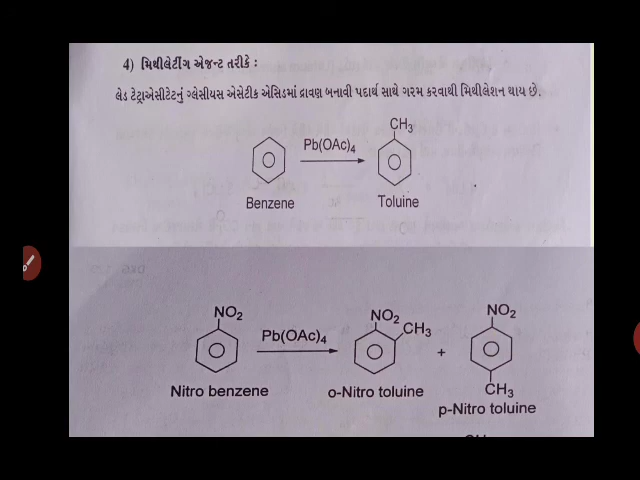 4) મિથીલેર્ટીંગ એજન્ટ તરીકે :
લેડ ટેટ્રાએસીટેટનું ગ્લેસીયસ એસેટીક એસિડમાં દ્રાવણ બનાવી પદાર્થ સાથે ગરમ કરવાથી મિથીલેશન થાય છે.
CH3
Pb(OAc)4
Benzene
Toluine
NO2
NO2
NO2
CH3
Pb(OAc)4
+
Nitro benzene
o-Nitro toluine
CH3
p-Nitro toluine